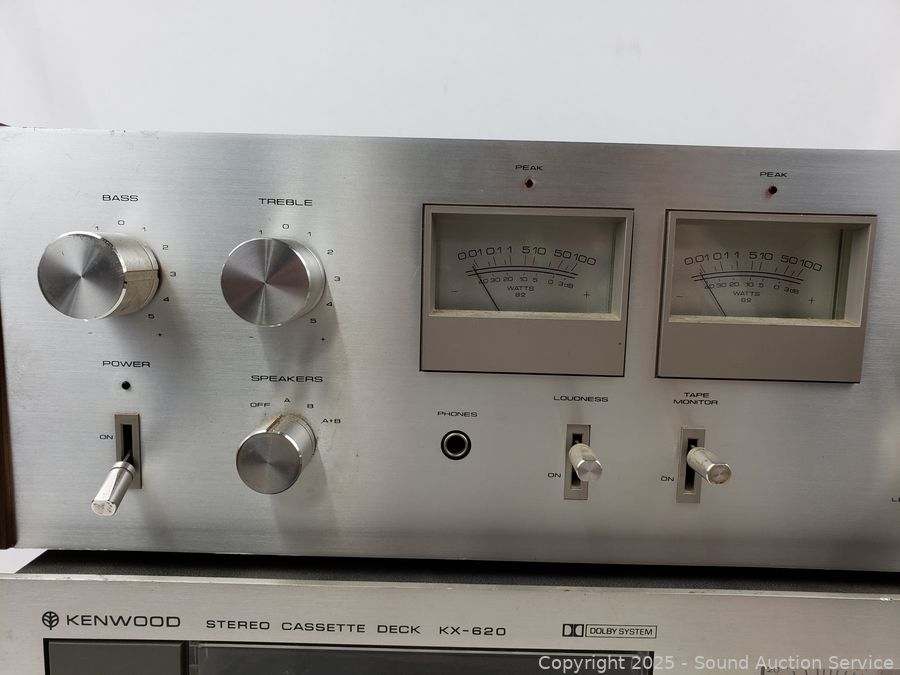 BASS
TREBLE
PEAK
PEAK
1 0 1 2 3 4 5
- +
1 0 1 2 3 4 5
- +
0.01 0.1 1 5 10 50 100
40 30 20 10 5 0 3dB
- WATTS +
8Ω
0.01 0.1 1 5 10 50 100
40 30 20 10 5 0 3dB
- WATTS +
8Ω
POWER
ON
SPEAKERS
OFF A B A+B
PHONES
LOUDNESS
ON
TAPE
MONITOR
ON
KENWOOD STEREO CASSETTE DECK KX-620 DOLBY SYSTEM
Copyright 2025 - Sound Auction Service